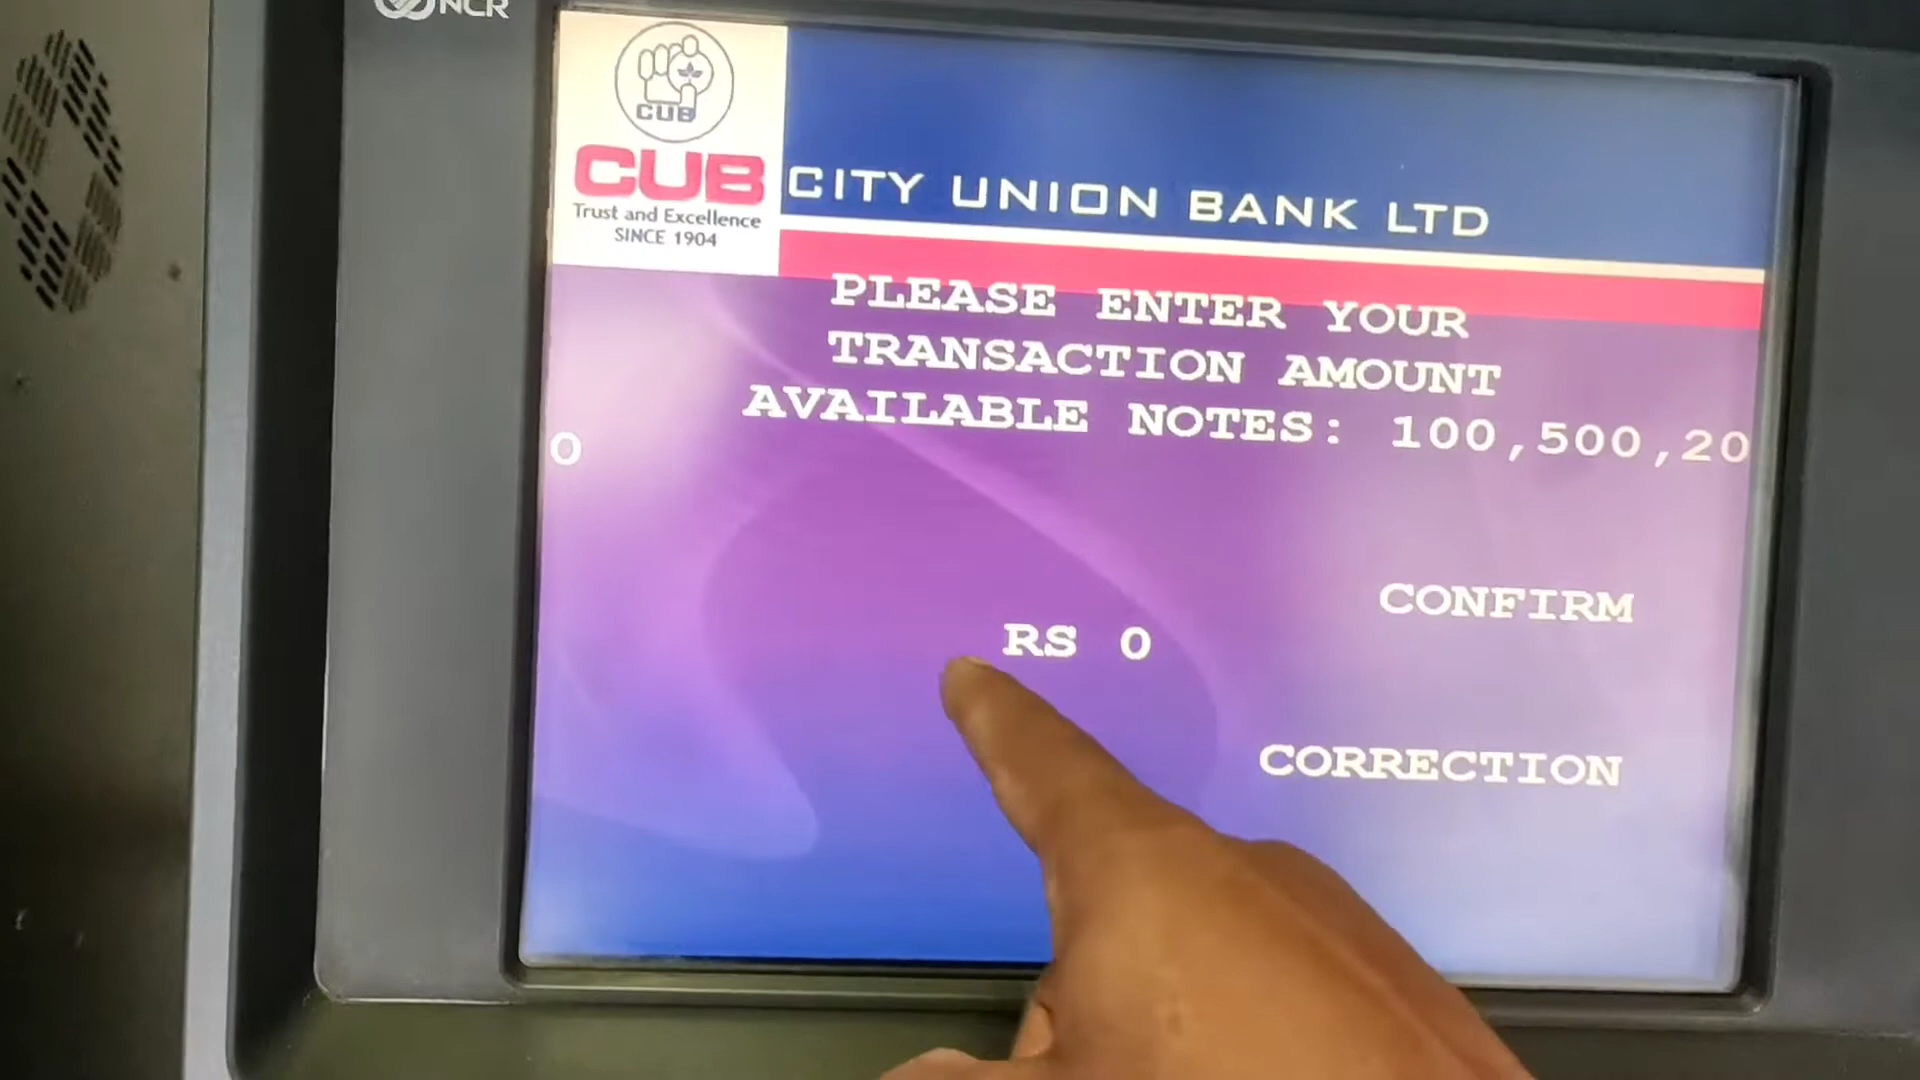 NCR
CUB
CUB
Trust and Excellence
SINCE 1904
CITY UNION BANK LTD
PLEASE ENTER YOUR
TRANSACTION AMOUNT
AVAILABLE NOTES: 100,500,20
0
CONFIRM
RS 0
CORRECTION